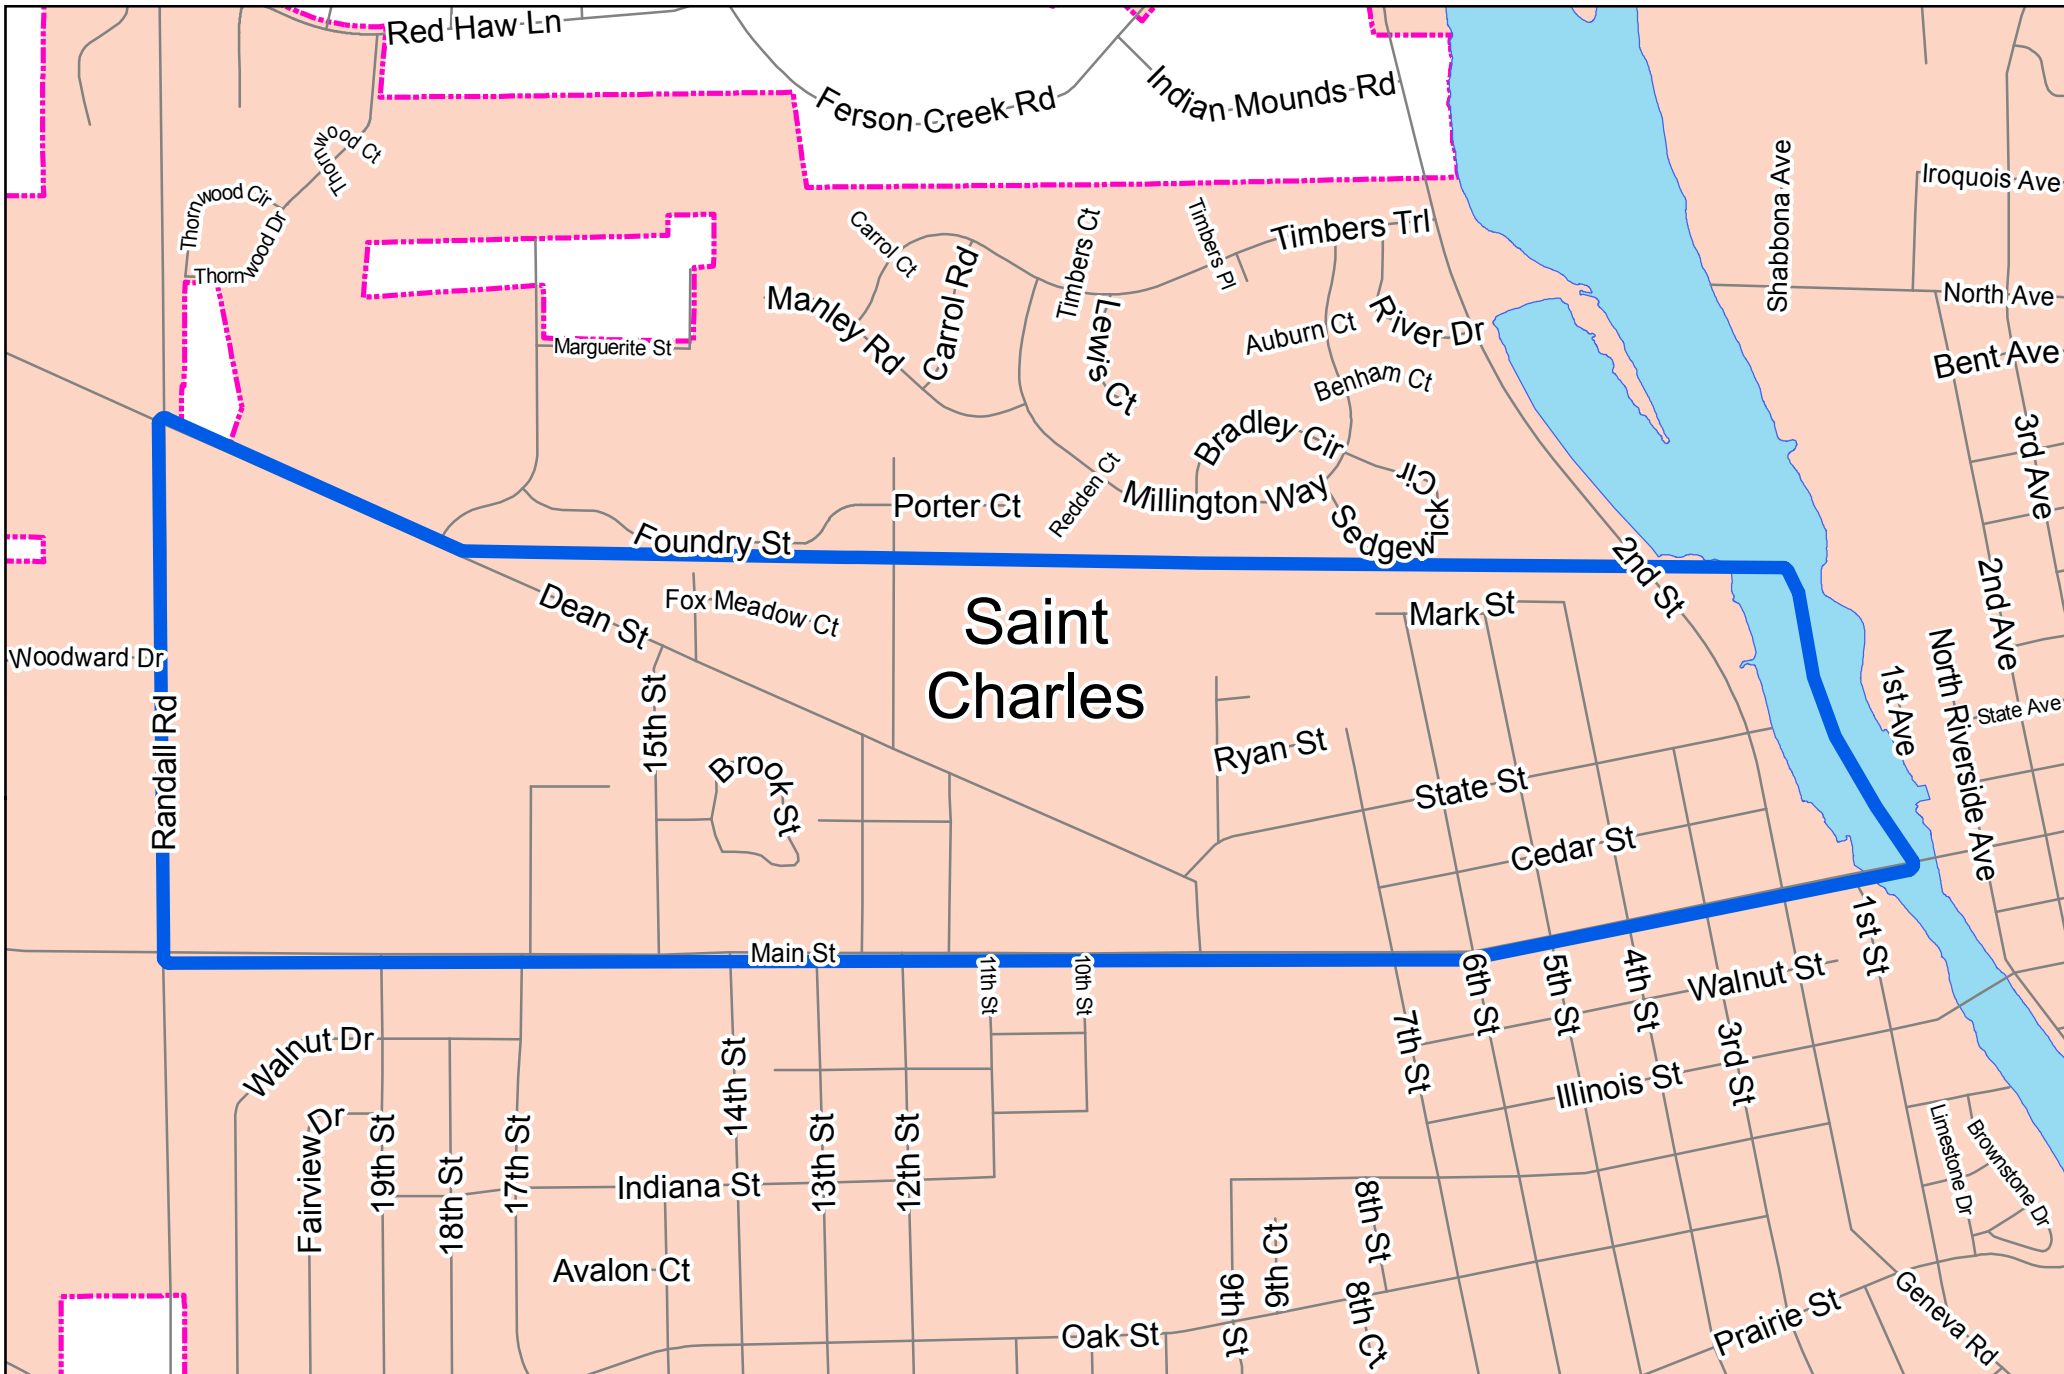 Red Haw Ln
Ferson Creek Rd
Indian Mounds Rd
Thornwood Ct
Thornwood Cir
Thornwood Dr
Shabbona Ave
Iroquois Ave
Carrol Ct
Carrol Rd
Timbers Ct
Timbers Pl
Timbers Trl
North Ave
Manley Rd
Lewis Ct
Marguerite St
Auburn Ct
River Dr
Bent Ave
Benham Ct
Bradley Cir
3rd Ave
Redden Ct
Millington Way
Sedgewick Cir
Porter Ct
Foundry St
2nd St
2nd Ave
Dean St
Fox Meadow Ct
Saint
Charles
Mark St
Woodward Dr
Randall Rd
15th St
Brook St
Ryan St
State St
Cedar St
1st Ave
North Riverside Ave
State Ave
Main St
11th St
10th St
6th St
5th St
4th St
Walnut St
1st St
7th St
3rd St
Illinois St
Walnut Dr
Fairview Dr
19th St
18th St
17th St
14th St
13th St
12th St
Indiana St
Limestone Dr
Brownstone Dr
Avalon Ct
9th St
9th Ct
8th St
8th Ct
Oak St
Prairie St
Geneva Rd